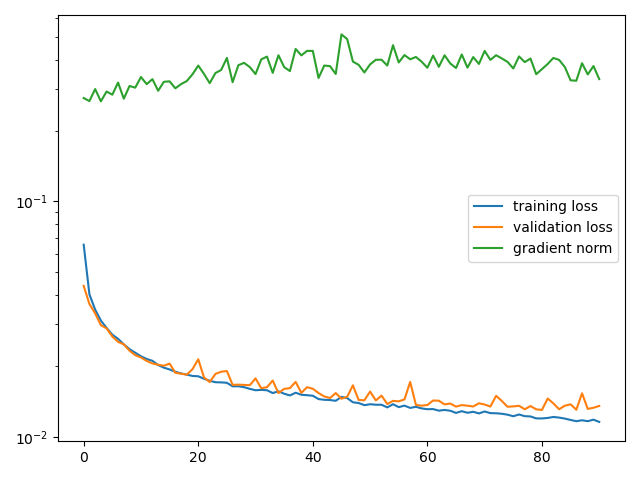 10⁻¹
10⁻²
training loss
validation loss
gradient norm
0 20 40 60 80